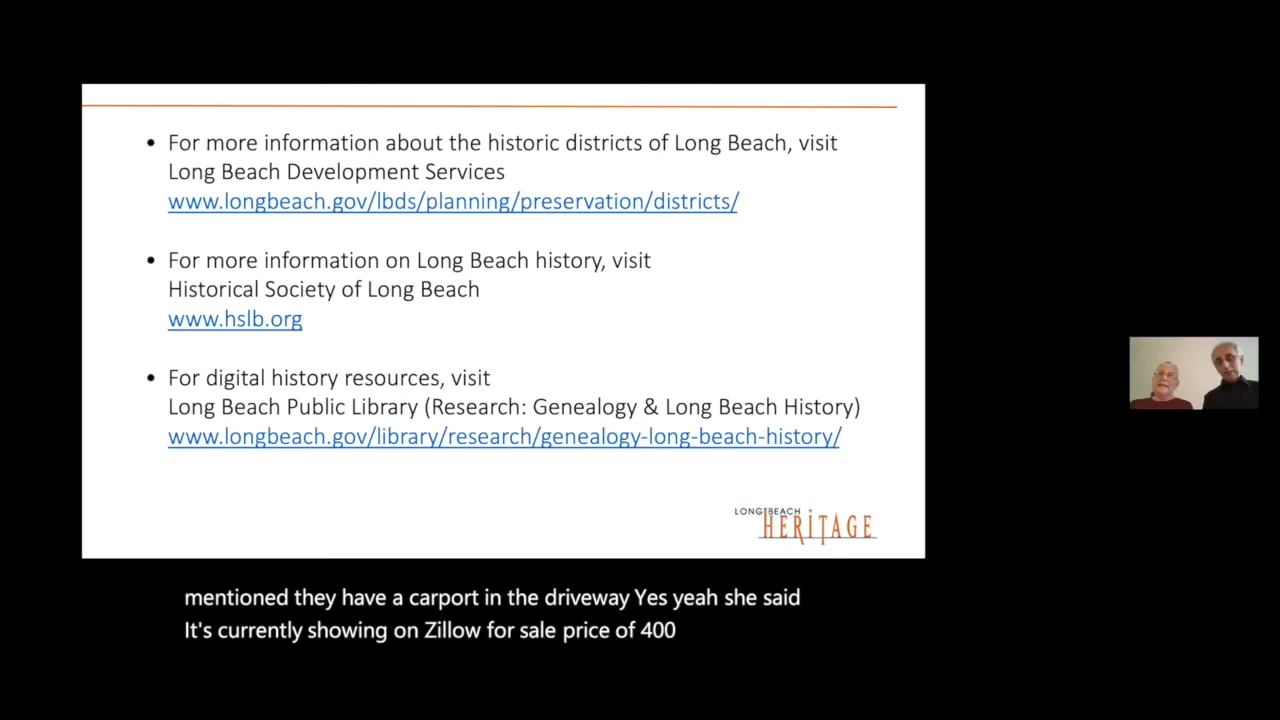 • For more information about the historic districts of Long Beach, visit
Long Beach Development Services
www.longbeach.gov/lbds/planning/preservation/districts/
• For more information on Long Beach history, visit
Historical Society of Long Beach
www.hslb.org
• For digital history resources, visit
Long Beach Public Library (Research: Genealogy & Long Beach History)
www.longbeach.gov/library/research/genealogy-long-beach-history/
LONG BEACH
HERITAGE
mentioned they have a carport in the driveway Yes yeah she said
It's currently showing on Zillow for sale price of 400